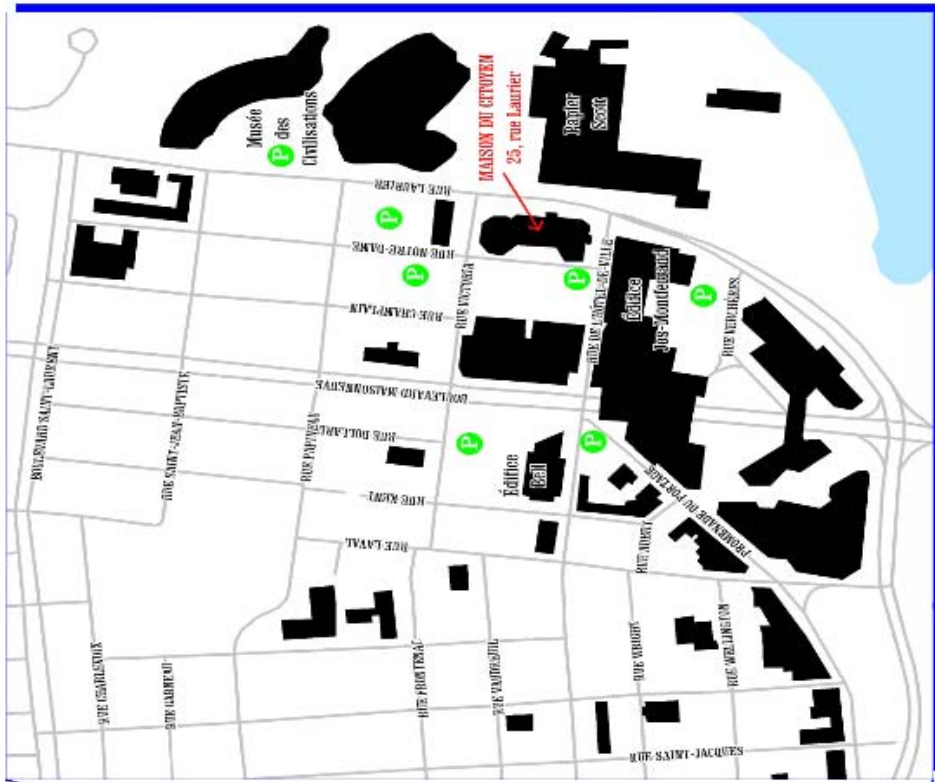 Musée
P des
Civilisations
MAISON DU CITOYEN
25, rue Laurier
Papier
Scott
RUE LAURIER
P
RUE NOTRE-DAME
P
RUE VICTORIA
P
RUE DE L'HÔTEL-DE-VILLE
Édifice
Jos-Montferrand
P
RUE VERCHÈRES
RUE CHAMPLAIN
BOULEVARD MAISONNEUVE
BOULEVARD SAINT-LAURENT
RUE SAINT-JEAN-BAPTISTE
RUE PAPINEAU
RUE DOLLARD
P
P
Édifice
Bell
RUE KENT
RUE LAVAL
RUE AUBRY
PROMENADE DU PORTAGE
RUE CHARLEVOIX
RUE GARNEAU
RUE FRONTENAC
RUE VAUDREUIL
RUE WRIGHT
RUE WELLINGTON
RUE SAINT-JACQUES